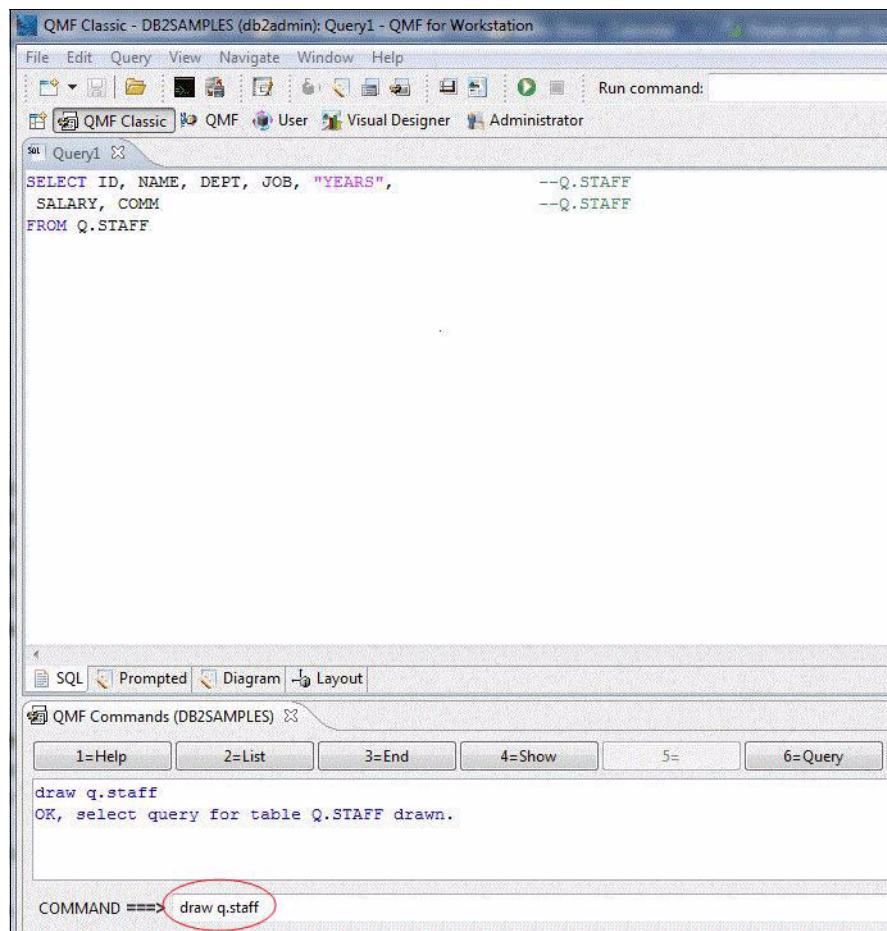 QMF Classic - DB2SAMPLES (db2admin): Query1 - QMF for Workstation
File Edit Query View Navigate Window Help
Run command:
QMF Classic QMF User Visual Designer Administrator
SQL Query1
SELECT ID, NAME, DEPT, JOB, "YEARS", --Q.STAFF
SALARY, COMM --Q.STAFF
FROM Q.STAFF
SQL Prompted Diagram Layout
QMF Commands (DB2SAMPLES)
1=Help 2=List 3=End 4=Show 5= 6=Query
draw q.staff
OK, select query for table Q.STAFF drawn.
COMMAND ===> draw q.staff